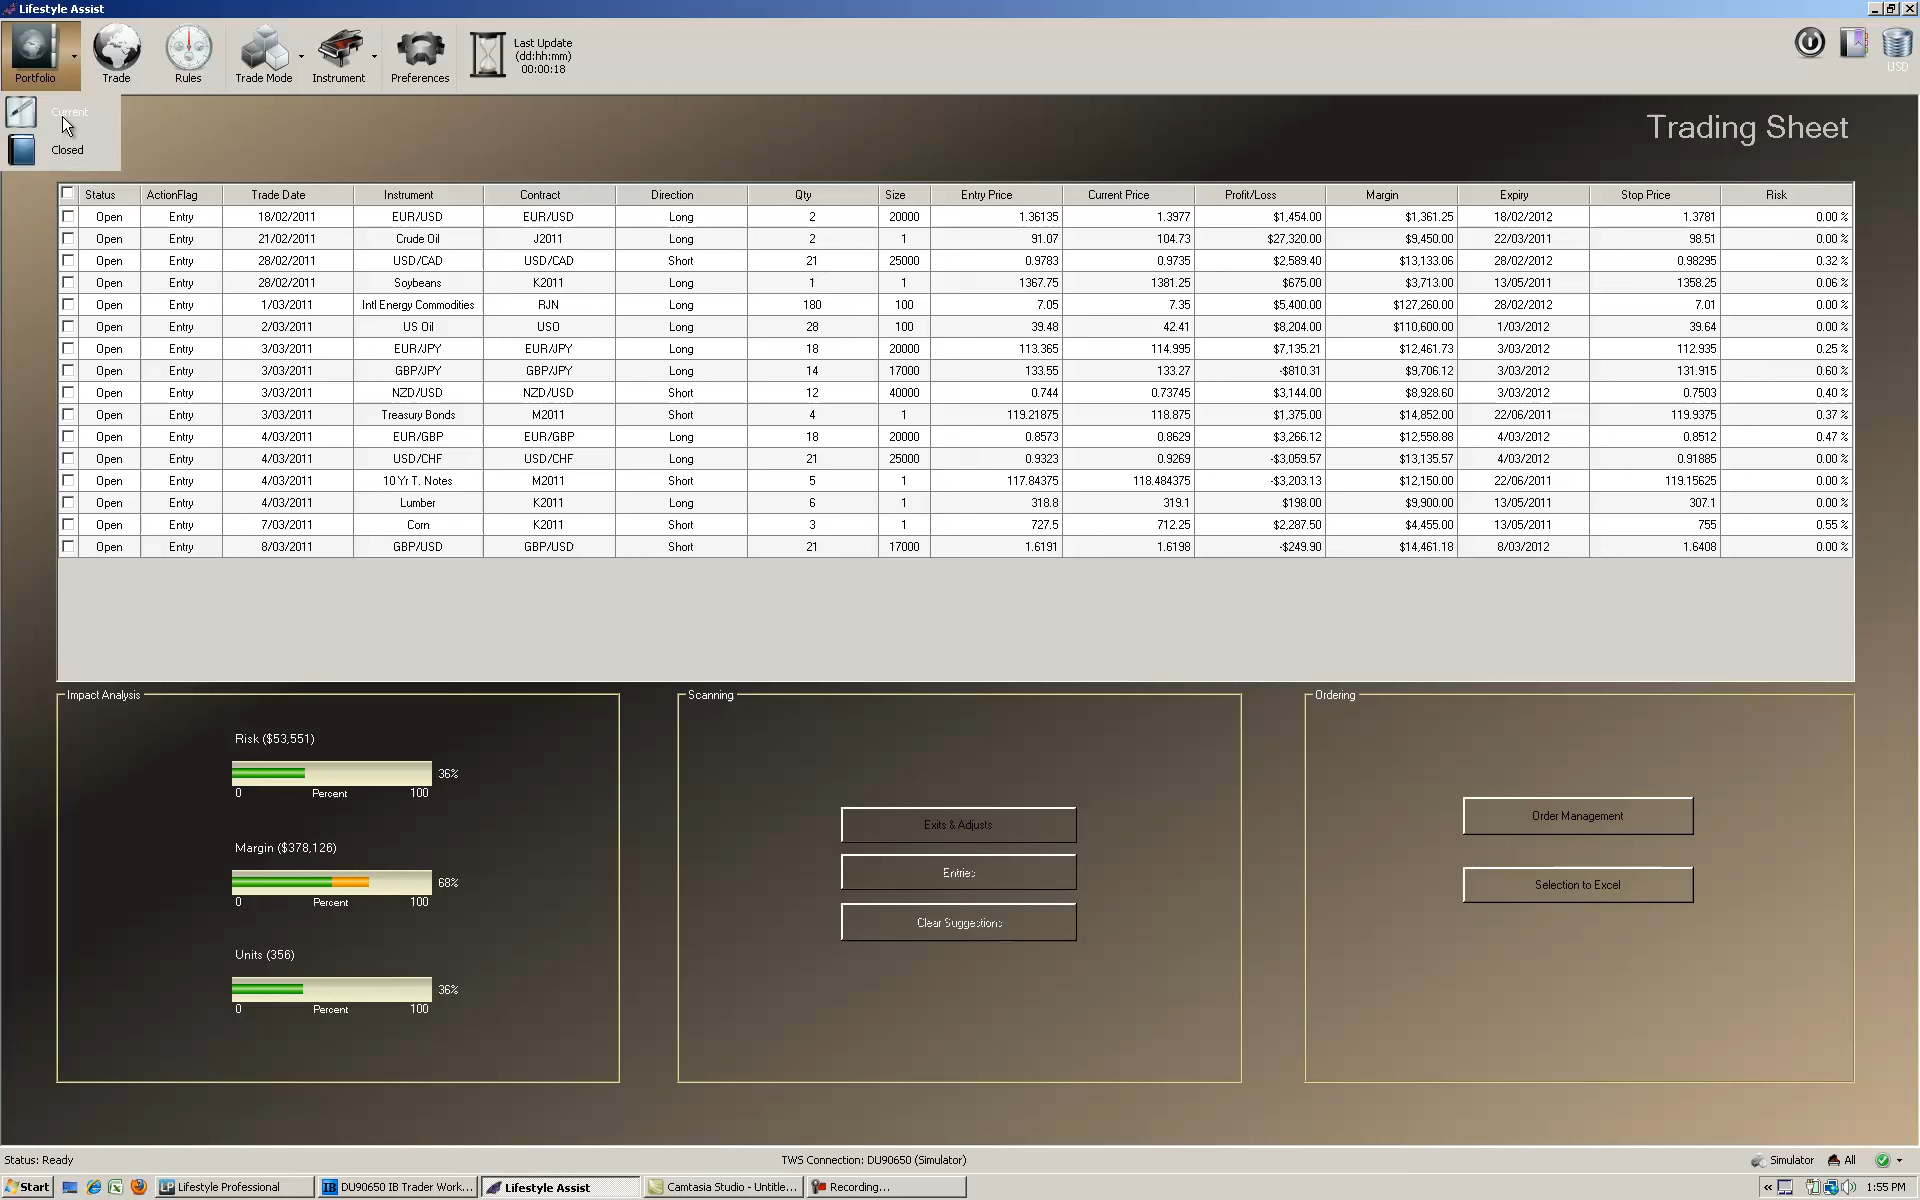 Lifestyle Assist
Portfolio
Trade
Rules
Trade Mode
Instrument
Preferences
Last Update
(dd:hh:mm)
00:00:18
USD
Current
Closed
Trading Sheet
Status ActionFlag Trade Date Instrument Contract Direction Qty Size Entry Price Current Price Profit/Loss Margin Expiry Stop Price Risk
Open Entry 18/02/2011 EUR/USD EUR/USD Long 2 20000 1.36135 1.3977 $1,454.00 $1,361.25 18/02/2012 1.3781 0.00 %
Open Entry 21/02/2011 Crude Oil J2011 Long 2 1 91.07 104.73 $27,320.00 $9,450.00 22/03/2011 98.51 0.00 %
Open Entry 28/02/2011 USD/CAD USD/CAD Short 21 25000 0.9783 0.9735 $2,589.40 $13,133.06 28/02/2012 0.98295 0.32 %
Open Entry 28/02/2011 Soybeans K2011 Long 1 1 1367.75 1381.25 $675.00 $3,713.00 13/05/2011 1358.25 0.06 %
Open Entry 1/03/2011 Intl Energy Commodities RJN Long 180 100 7.05 7.35 $5,400.00 $127,260.00 28/02/2012 7.01 0.00 %
Open Entry 2/03/2011 US Oil USO Long 28 100 39.48 42.41 $8,204.00 $110,600.00 1/03/2012 39.64 0.00 %
Open Entry 3/03/2011 EUR/JPY EUR/JPY Long 18 20000 113.365 114.995 $7,135.21 $12,461.73 3/03/2012 112.935 0.25 %
Open Entry 3/03/2011 GBP/JPY GBP/JPY Long 14 17000 133.55 133.27 -$810.31 $9,706.12 3/03/2012 131.915 0.60 %
Open Entry 3/03/2011 NZD/USD NZD/USD Short 12 40000 0.744 0.73745 $3,144.00 $8,928.60 3/03/2012 0.7503 0.40 %
Open Entry 3/03/2011 Treasury Bonds M2011 Short 4 1 119.21875 118.875 $1,375.00 $14,852.00 22/06/2011 119.9375 0.37 %
Open Entry 4/03/2011 EUR/GBP EUR/GBP Long 18 20000 0.8573 0.8629 $3,266.12 $12,558.88 4/03/2012 0.8512 0.47 %
Open Entry 4/03/2011 USD/CHF USD/CHF Long 21 25000 0.9323 0.9269 -$3,059.57 $13,135.57 4/03/2012 0.91885 0.00 %
Open Entry 4/03/2011 10 Yr T. Notes M2011 Short 5 1 117.84375 118.484375 -$3,203.13 $12,150.00 22/06/2011 119.15625 0.00 %
Open Entry 4/03/2011 Lumber K2011 Long 6 1 318.8 319.1 $198.00 $9,900.00 13/05/2011 307.1 0.00 %
Open Entry 7/03/2011 Corn K2011 Short 3 1 727.5 712.25 $2,287.50 $4,455.00 13/05/2011 755 0.55 %
Open Entry 8/03/2011 GBP/USD GBP/USD Short 21 17000 1.6191 1.6198 -$249.90 $14,461.18 8/03/2012 1.6408 0.00 %
Impact Analysis
Risk ($53,551)
36%
0 Percent 100
Margin ($378,126)
68%
0 Percent 100
Units (356)
36%
0 Percent 100
Scanning
Exits & Adjusts
Entries
Clear Suggestions
Ordering
Order Management
Selection to Excel
Status: Ready
TWS Connection: DU90650 (Simulator)
Simulator
All
Start
LP Lifestyle Professional
IB DU90650 IB Trader Work...
Lifestyle Assist
Camtasia Studio - Untitle...
Recording...
«
1:55 PM